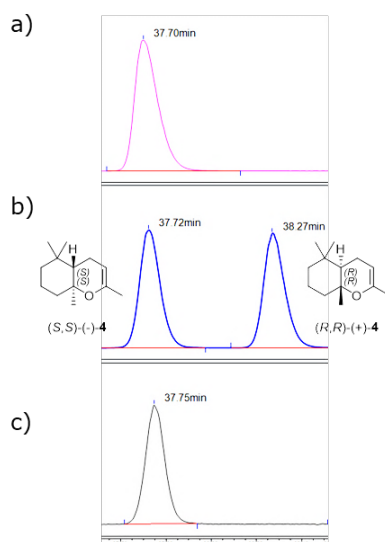 a)
37.70min
b)
37.72min
38.27min
H
(S)
(S)
O
(S,S)-(-)-4
H
(R)
(R)
O
(R,R)-(+)-4
c)
37.75min